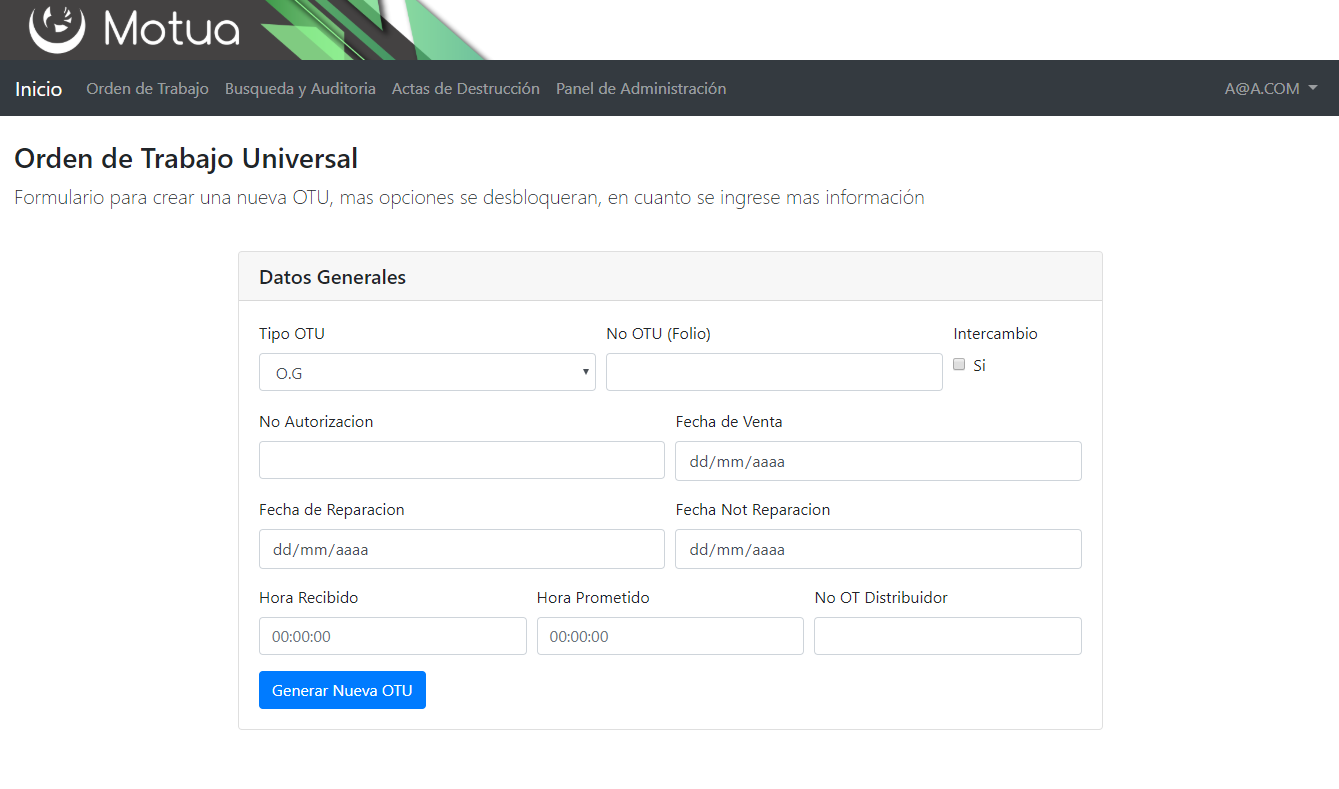 Motua
Inicio Orden de Trabajo Busqueda y Auditoria Actas de Destrucción Panel de Administración A@A.COM
Orden de Trabajo Universal
Formulario para crear una nueva OTU, mas opciones se desbloqueran, en cuanto se ingrese mas información
Datos Generales
Tipo OTU No OTU (Folio) Intercambio
O.G Si
No Autorizacion Fecha de Venta
dd/mm/aaaa
Fecha de Reparacion Fecha Not Reparacion
dd/mm/aaaa dd/mm/aaaa
Hora Recibido Hora Prometido No OT Distribuidor
00:00:00 00:00:00
Generar Nueva OTU